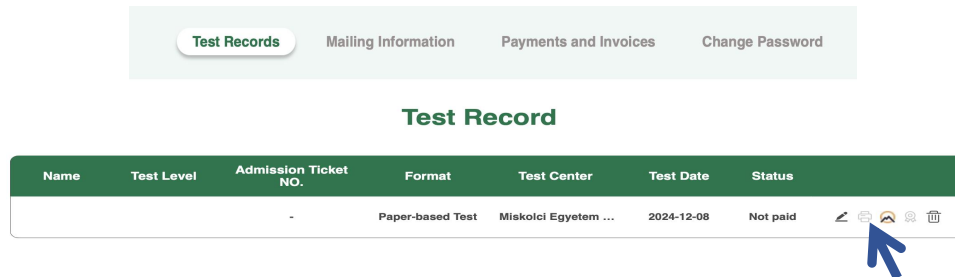 Test Records Mailing Information Payments and Invoices Change Password
Test Record
Name Test Level Admission Ticket NO. Format Test Center Test Date Status
- Paper-based Test Miskolci Egyetem ... 2024-12-08 Not paid